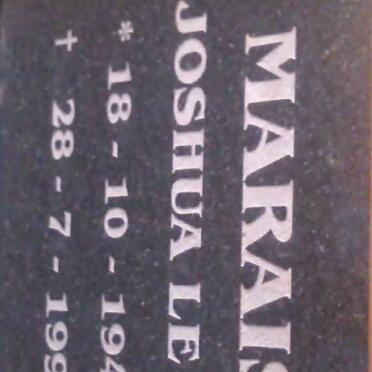 MARAIS
JOSHUA LE
* 18 - 10 - 194
† 28 - 7 - 199